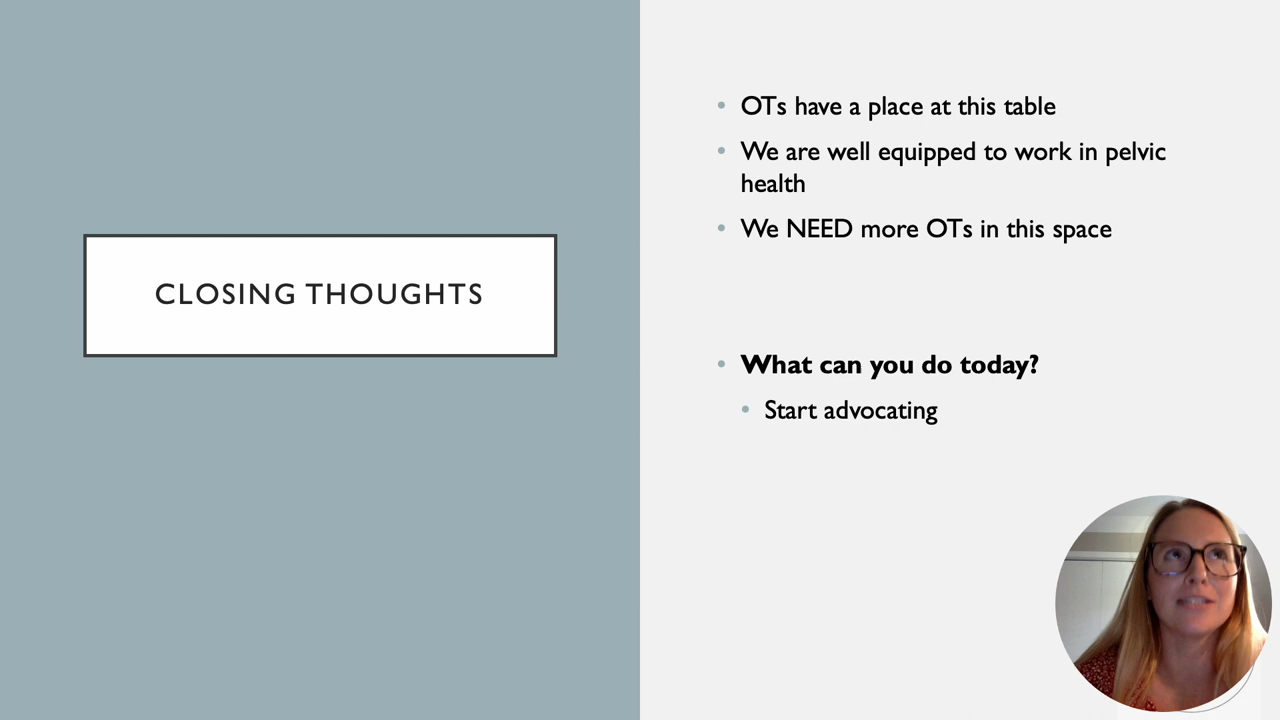 CLOSING THOUGHTS
• OTs have a place at this table
• We are well equipped to work in pelvic
health
• We NEED more OTs in this space
• What can you do today?
• Start advocating